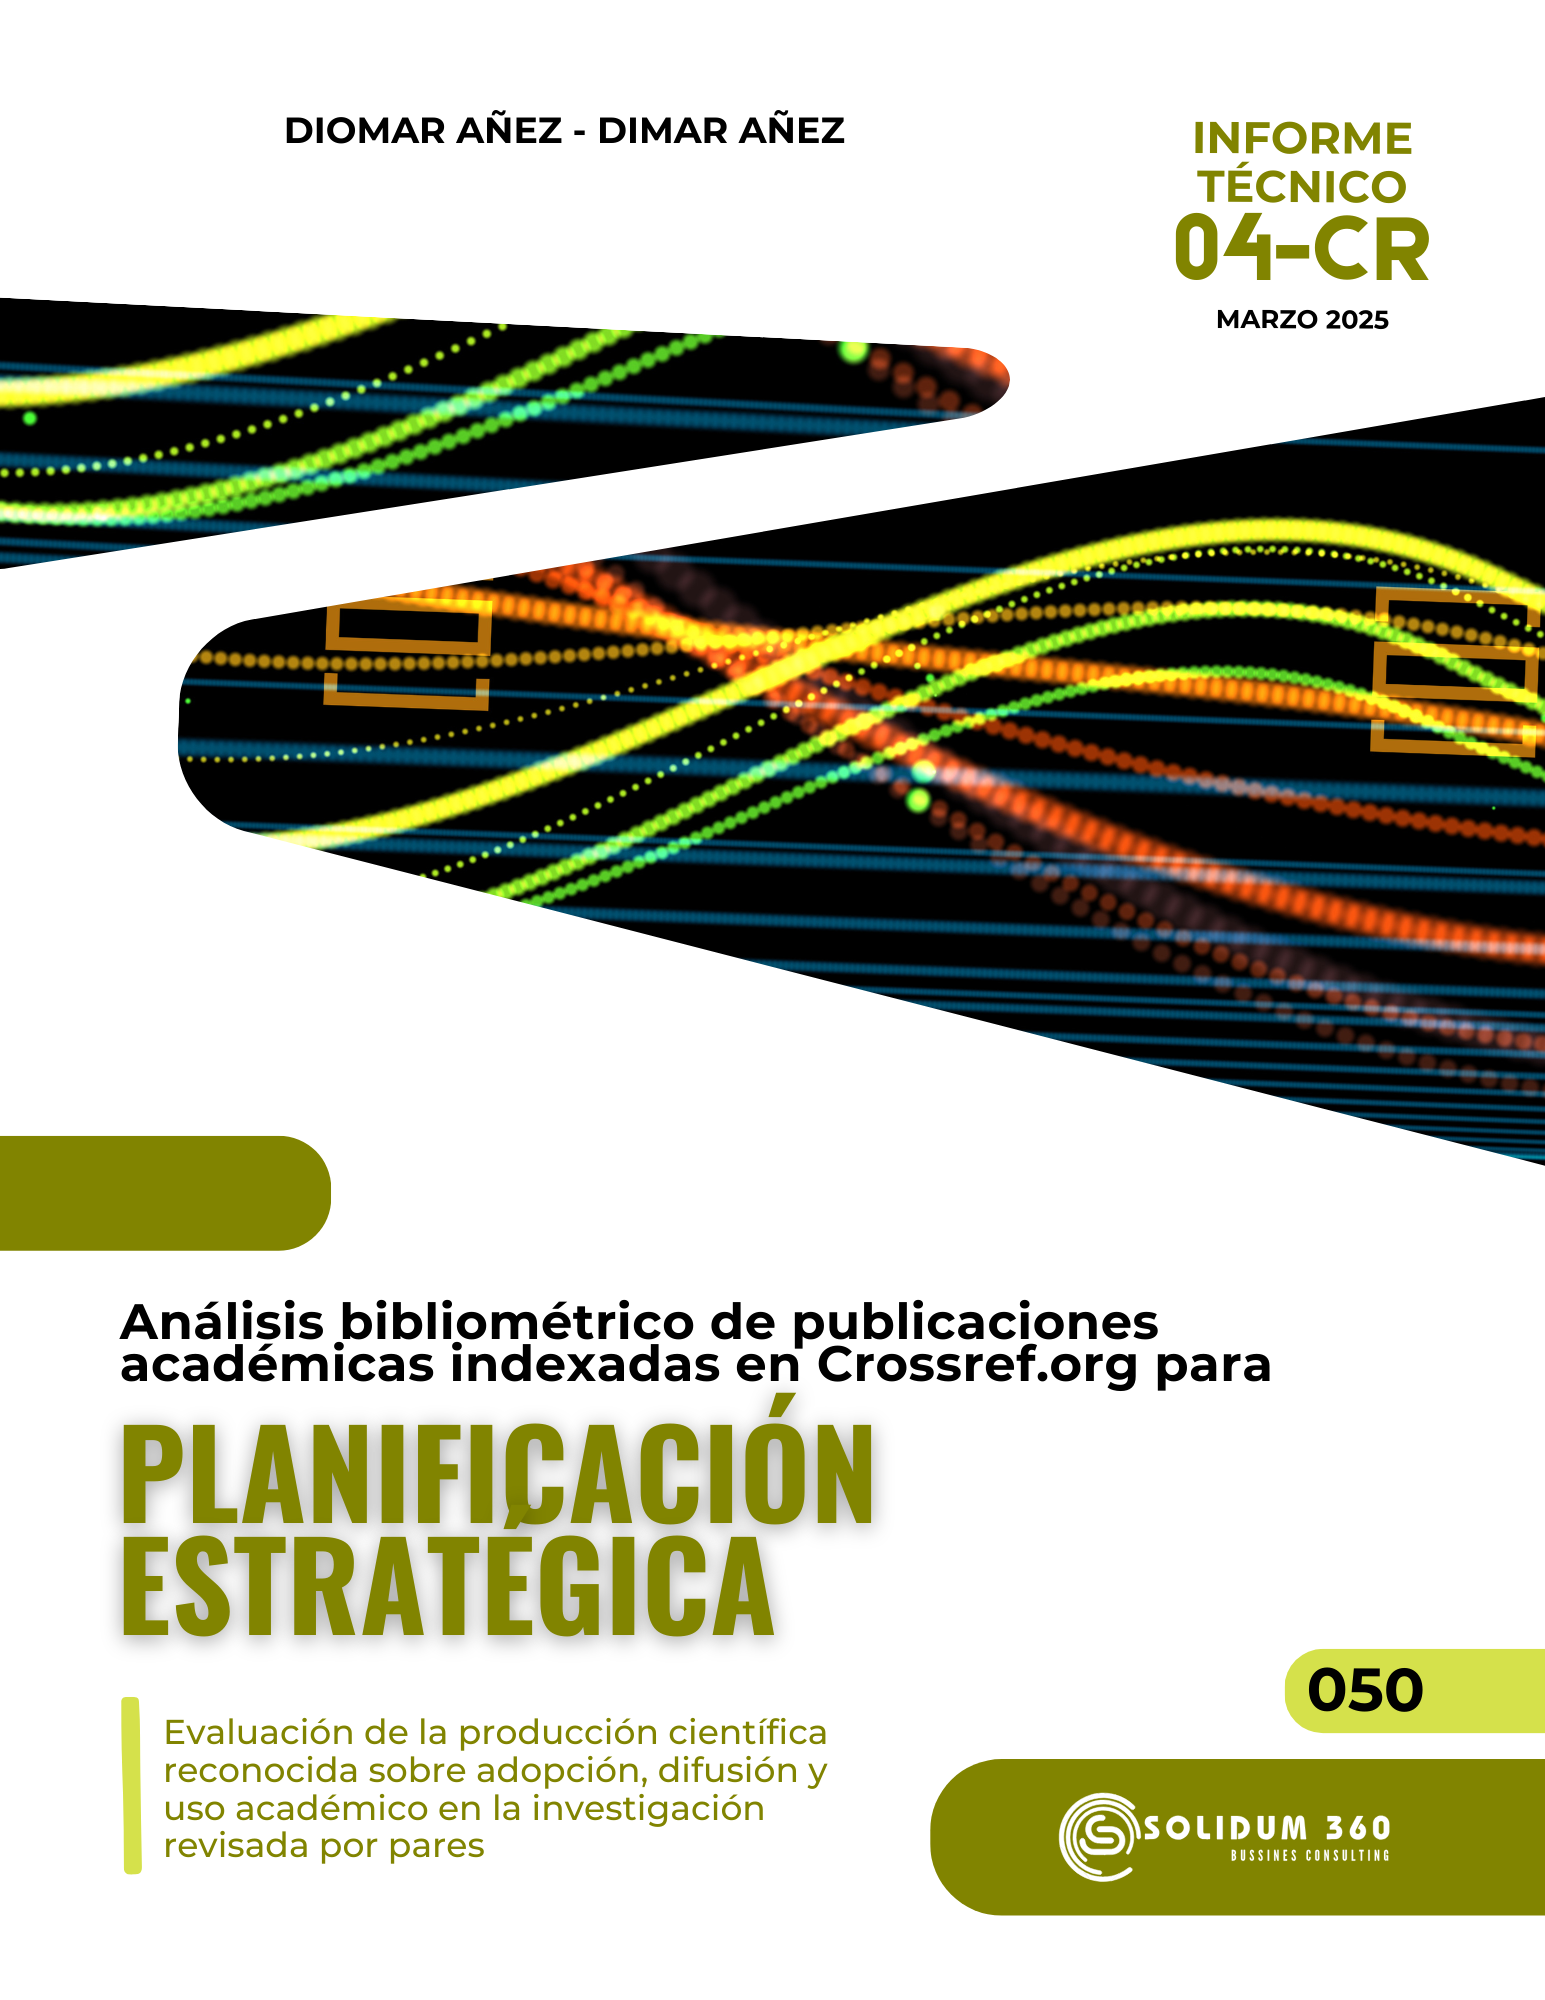 DIOMAR AÑEZ - DIMAR AÑEZ
INFORME
TÉCNICO
04-CR
MARZO 2025
Análisis bibliométrico de publicaciones
académicas indexadas en Crossref.org para
PLANIFICACIÓN
ESTRATÉGICA
Evaluación de la producción científica
reconocida sobre adopción, difusión y
uso académico en la investigación
revisada por pares
050
SOLIDUM 360
BUSSINES CONSULTING